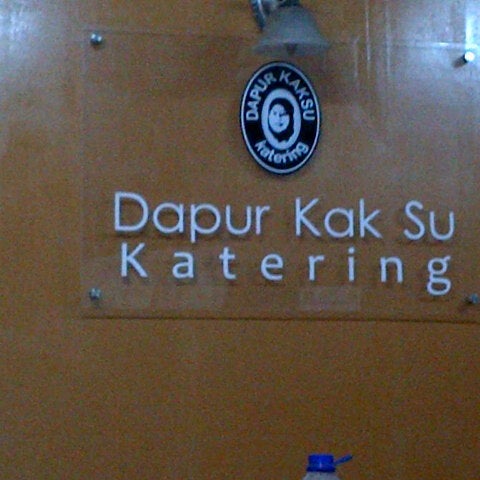 DAPUR KAKSU
katering
Dapur Kak Su
Katering